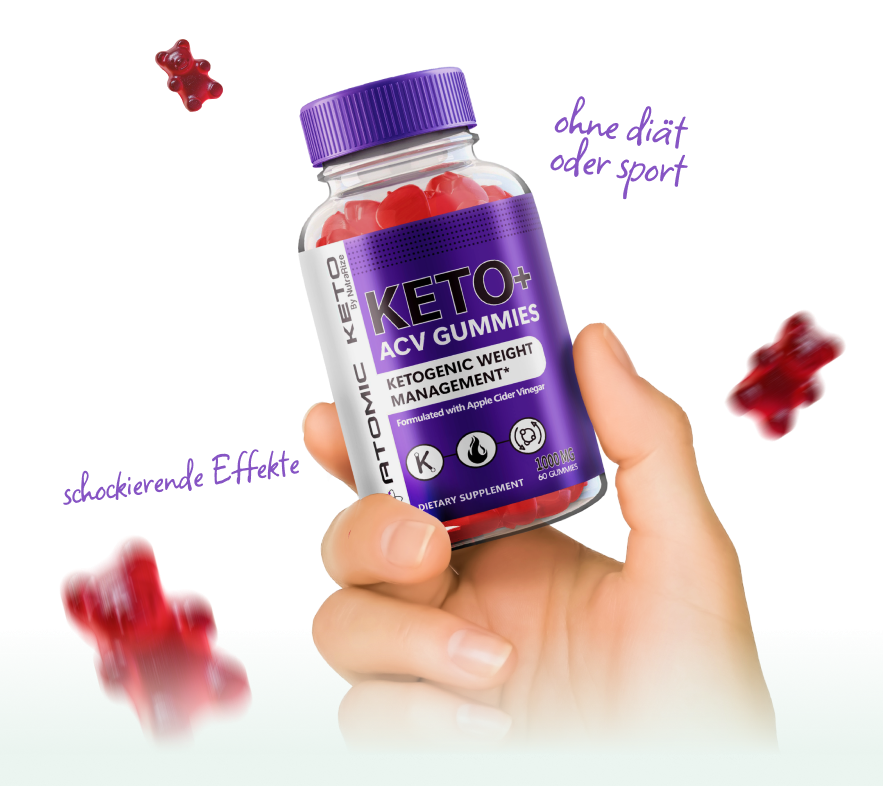 ohne diät
oder sport
ATOMIC KETO
By NutraRize
KETO+
ACV GUMMIES
KETOGENIC WEIGHT
MANAGEMENT*
Formulated with Apple Cider Vinegar
K
1000 MG
60 GUMMIES
DIETARY SUPPLEMENT
schockierende Effekte